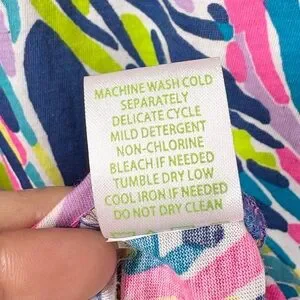 MACHINE WASH COLD
SEPARATELY
DELICATE CYCLE
MILD DETERGENT
NON-CHLORINE
BLEACH IF NEEDED
TUMBLE DRY LOW
COOL IRON IF NEEDED
DO NOT DRY CLEAN